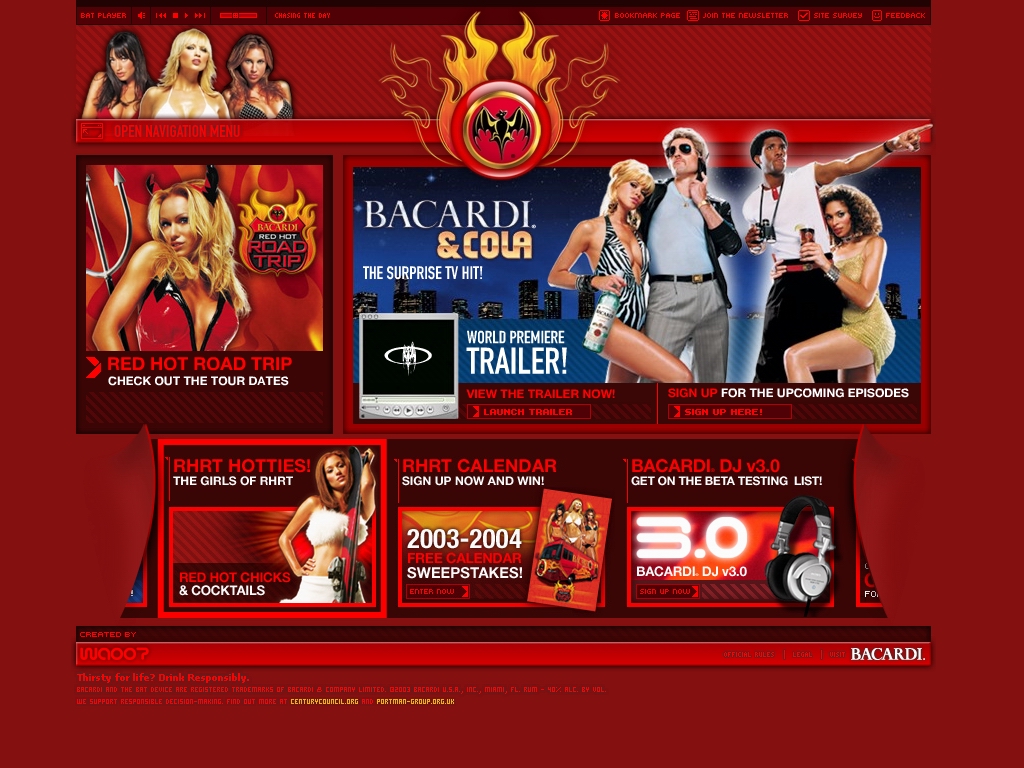 BAT PLAYER
CHASING THE DAY
BOOKMARK PAGE
JOIN THE NEWSLETTER
SITE SURVEY
FEEDBACK
OPEN NAVIGATION MENU
BACARDI
RED HOT
ROAD
TRIP
RED HOT ROAD TRIP
CHECK OUT THE TOUR DATES
BACARDI®
&COLA
THE SURPRISE TV HIT!
WORLD PREMIERE
TRAILER!
VIEW THE TRAILER NOW!
LAUNCH TRAILER
SIGN UP FOR THE UPCOMING EPISODES
SIGN UP HERE!
RHRT HOTTIES!
THE GIRLS OF RHRT
RED HOT CHICKS
& COCKTAILS
RHRT CALENDAR
SIGN UP NOW AND WIN!
2003-2004
FREE CALENDAR
SWEEPSTAKES!
ENTER NOW
BACARDI® DJ v3.0
GET ON THE BETA TESTING LIST!
3.0
BACARDI® DJ v3.0
SIGN UP NOW
CREATED BY
WA007
OFFICIAL RULES | LEGAL | VISIT BACARDI.
Thirsty for life? Drink Responsibly.
BACARDI AND THE BAT DEVICE ARE REGISTERED TRADEMARKS OF BACARDI & COMPANY LIMITED. ©2003 BACARDI U.S.A., INC., MIAMI, FL. RUM - 40% ALC. BY VOL.
WE SUPPORT RESPONSIBLE DECISION-MAKING. FIND OUT MORE AT CENTURYCOUNCIL.ORG AND PORTMAN-GROUP.ORG.UK